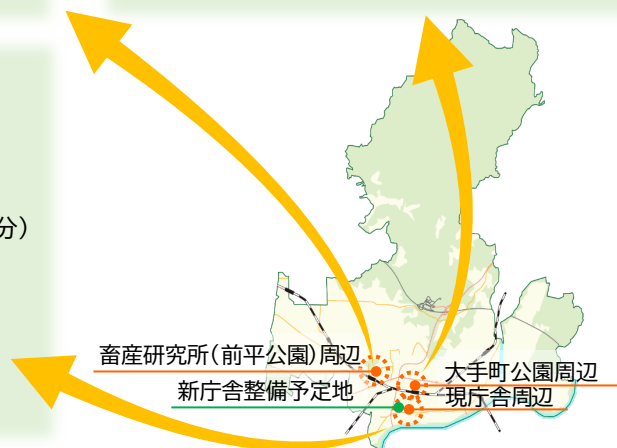 分)
畜産研究所(前平公園)周辺
大手町公園周辺
新庁舎整備予定地
現庁舎周辺